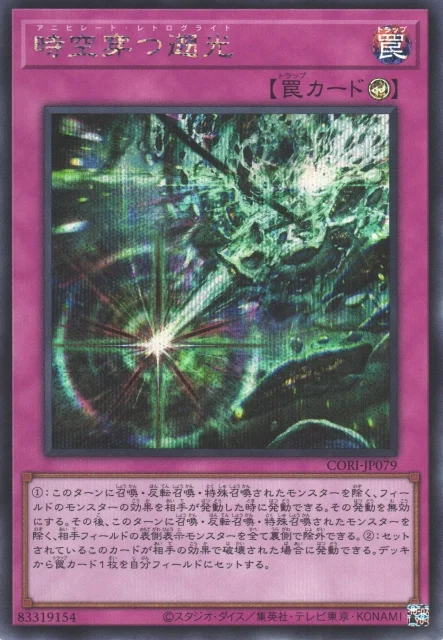 アニヒレート・レトログライト
時空穿つ遡光
トラップ
罠
トラップ
【罠カード】
CORI-JP079
①：このターンに召喚・反転召喚・特殊召喚されたモンスターを除く、フィー
ルドのモンスターの効果を相手が発動した時に発動できる。その発動を無効
にする。その後、このターンに召喚・反転召喚・特殊召喚されたモンスターを
除く、相手フィールドの表側表示モンスターを全て裏側で除外できる。②：セット
されているこのカードが相手の効果で破壊された場合に発動できる。デッキ
から罠カード１枚を自分フィールドにセットする。
83319154
©スタジオ・ダイス／集英社・テレビ東京・KONAMI